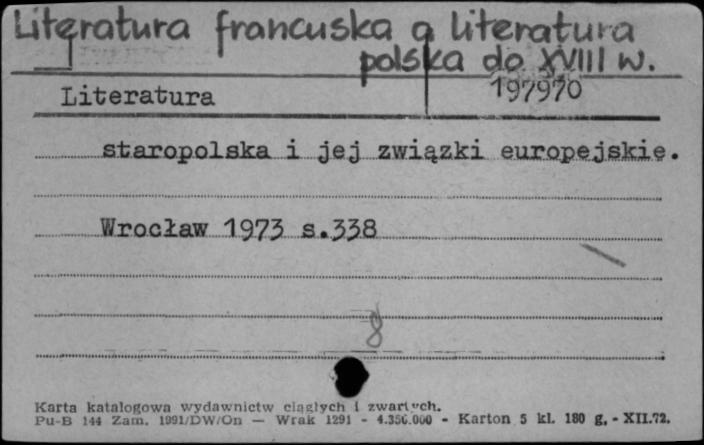 Literatura francuska a literatura
polska do XVIII w.
Literatura 197970
staropolska i jej związki europejskie.
Wrocław 1973 s.338
8
Karta katalogowa wydawnictw ciągłych i zwartych.
Pu-B 144 Zam. 1991/DW/On — Wrak 1291 - 4.356.000 - Karton 5 kl. 180 g. - XII.72.